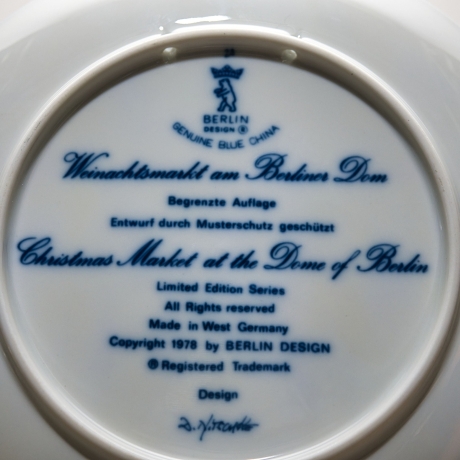 BERLIN
DESIGN ®
GENUINE BLUE CHINA
Weinachtsmarkt am Berliner Dom
Begrenzte Auflage
Entwurf durch Musterschutz geschützt
Christmas Market at the Dome of Berlin
Limited Edition Series
All Rights reserved
Made in West Germany
Copyright 1978 by BERLIN DESIGN
® Registered Trademark
Design